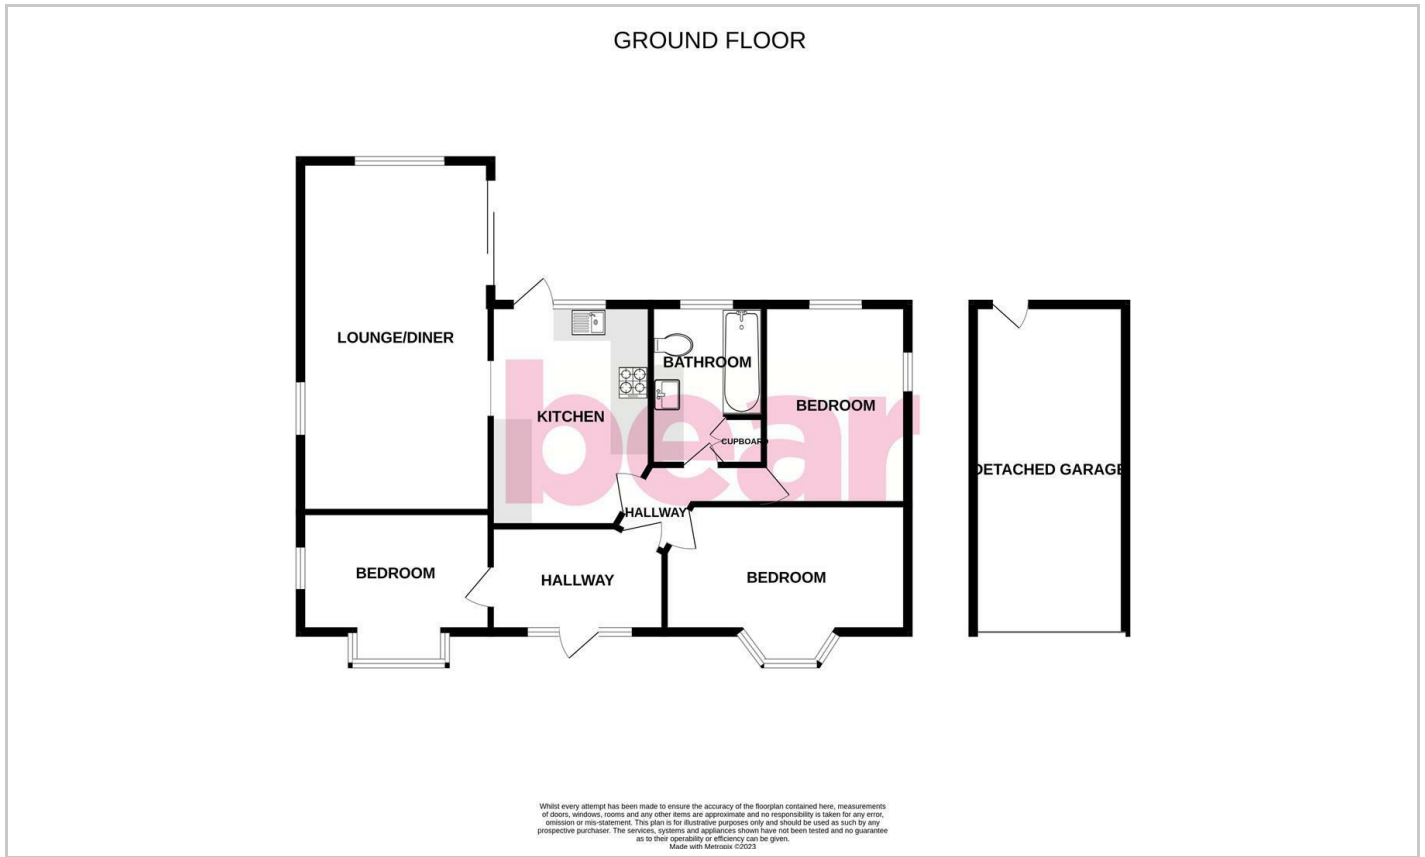 GROUND FLOOR
LOUNGE/DINER
BATHROOM
BEDROOM
KITCHEN
CUPBOARD
bear
DETACHED GARAGE
HALLWAY
BEDROOM
HALLWAY
BEDROOM
Whilst every attempt has been made to ensure the accuracy of the floorplan contained here, measurements
of doors, windows, rooms and any other items are approximate and no responsibility is taken for any error,
omission or mis-statement. This plan is for illustrative purposes only and should be used as such by any
prospective purchaser. The services, systems and appliances shown have not been tested and no guarantee
as to their operability or efficiency can be given.
Made with Metropix ©2023